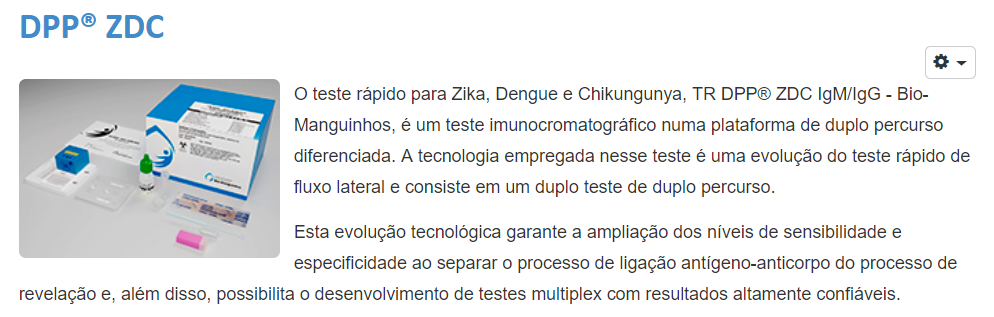 DPP® ZDC
O teste rápido para Zika, Dengue e Chikungunya, TR DPP® ZDC IgM/IgG - Bio-
Manguinhos, é um teste imunocromatográfico numa plataforma de duplo percurso
diferenciada. A tecnologia empregada nesse teste é uma evolução do teste rápido de
fluxo lateral e consiste em um duplo teste de duplo percurso.
Esta evolução tecnológica garante a ampliação dos níveis de sensibilidade e
especificidade ao separar o processo de ligação antígeno-anticorpo do processo de
revelação e, além disso, possibilita o desenvolvimento de testes multiplex com resultados altamente confiáveis.